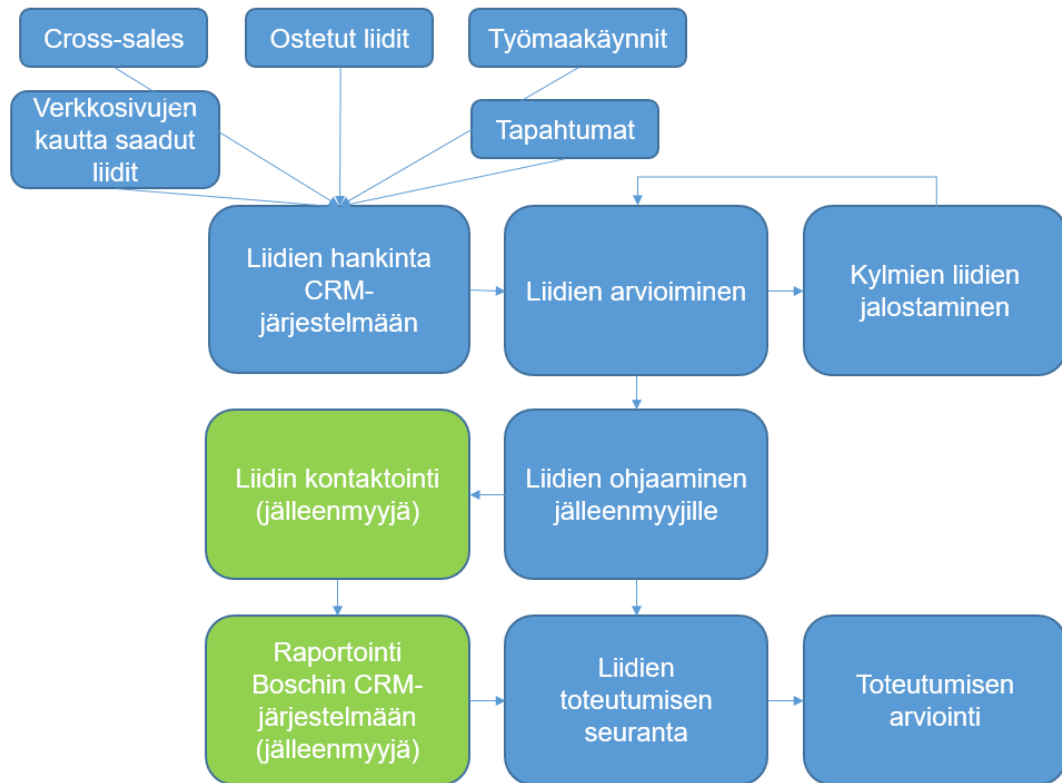 Cross-sales
Ostetut liidit
Työmaakäynnit
Verkkosivujen
kautta saadut
liidit
Tapahtumat
Liidien hankinta
CRM-
järjestelmään
Liidien arvioiminen
Kylmien liidien
jalostaminen
Liidin kontaktointi
(jälleenmyyjä)
Liidien ohjaaminen
jälleenmyyjille
Raportointi
Boschin CRM-
järjestelmään
(jälleenmyyjä)
Liidien
toteutumisen
seuranta
Toteutumisen
arviointi